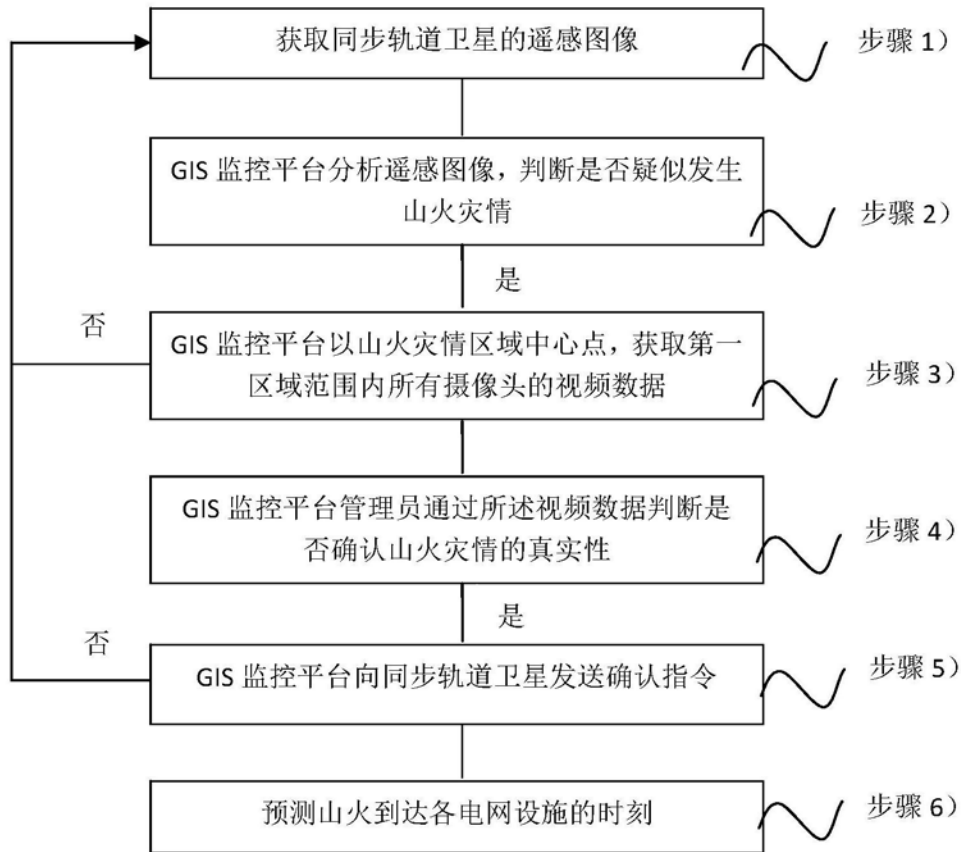 获取同步轨道卫星的遥感图像
步骤 1）
GIS 监控平台分析遥感图像，判断是否疑似发生
山火灾情
步骤 2）
是
否
GIS 监控平台以山火灾情区域中心点，获取第一
区域范围内所有摄像头的视频数据
步骤 3）
GIS 监控平台管理员通过所述视频数据判断是
否确认山火灾情的真实性
步骤 4）
是
否
GIS 监控平台向同步轨道卫星发送确认指令
步骤 5）
预测山火到达各电网设施的时刻
步骤 6）